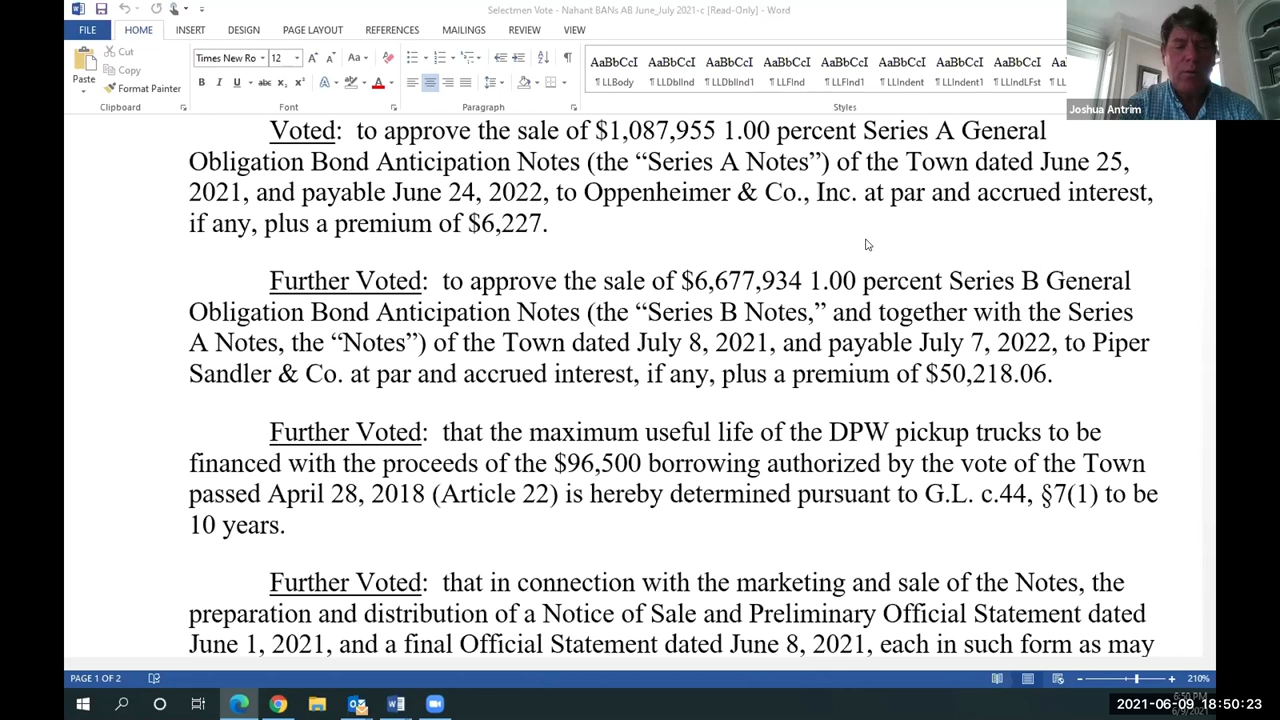 Selectmen Vote - Nahant BANs AB June_July 2021-c [Read-Only] - Word
FILE HOME INSERT DESIGN PAGE LAYOUT REFERENCES MAILINGS REVIEW VIEW
Cut
Copy
Format Painter
Paste
Times New Ro 12
AaBbCcI AaBbCcI AaBbCcI AaBbCcI AaBbCcI AaBbCcI AaBbCcI AaBbCcI
¶ LLBody ¶ LLDblInd ¶ LLDblInd1 ¶ LLFInd ¶ LLFInd1 ¶ LLIndent ¶ LLIndent1 ¶ LLIndLFst
Clipboard Font Paragraph Styles
Joshua Antrim
Voted: to approve the sale of $1,087,955 1.00 percent Series A General
Obligation Bond Anticipation Notes (the “Series A Notes”) of the Town dated June 25,
2021, and payable June 24, 2022, to Oppenheimer & Co., Inc. at par and accrued interest,
if any, plus a premium of $6,227.
Further Voted: to approve the sale of $6,677,934 1.00 percent Series B General
Obligation Bond Anticipation Notes (the “Series B Notes,” and together with the Series
A Notes, the “Notes”) of the Town dated July 8, 2021, and payable July 7, 2022, to Piper
Sandler & Co. at par and accrued interest, if any, plus a premium of $50,218.06.
Further Voted: that the maximum useful life of the DPW pickup trucks to be
financed with the proceeds of the $96,500 borrowing authorized by the vote of the Town
passed April 28, 2018 (Article 22) is hereby determined pursuant to G.L. c.44, §7(1) to be
10 years.
Further Voted: that in connection with the marketing and sale of the Notes, the
preparation and distribution of a Notice of Sale and Preliminary Official Statement dated
June 1, 2021, and a final Official Statement dated June 8, 2021, each in such form as may
PAGE 1 OF 2
210%
2021-06-09 18:50:23